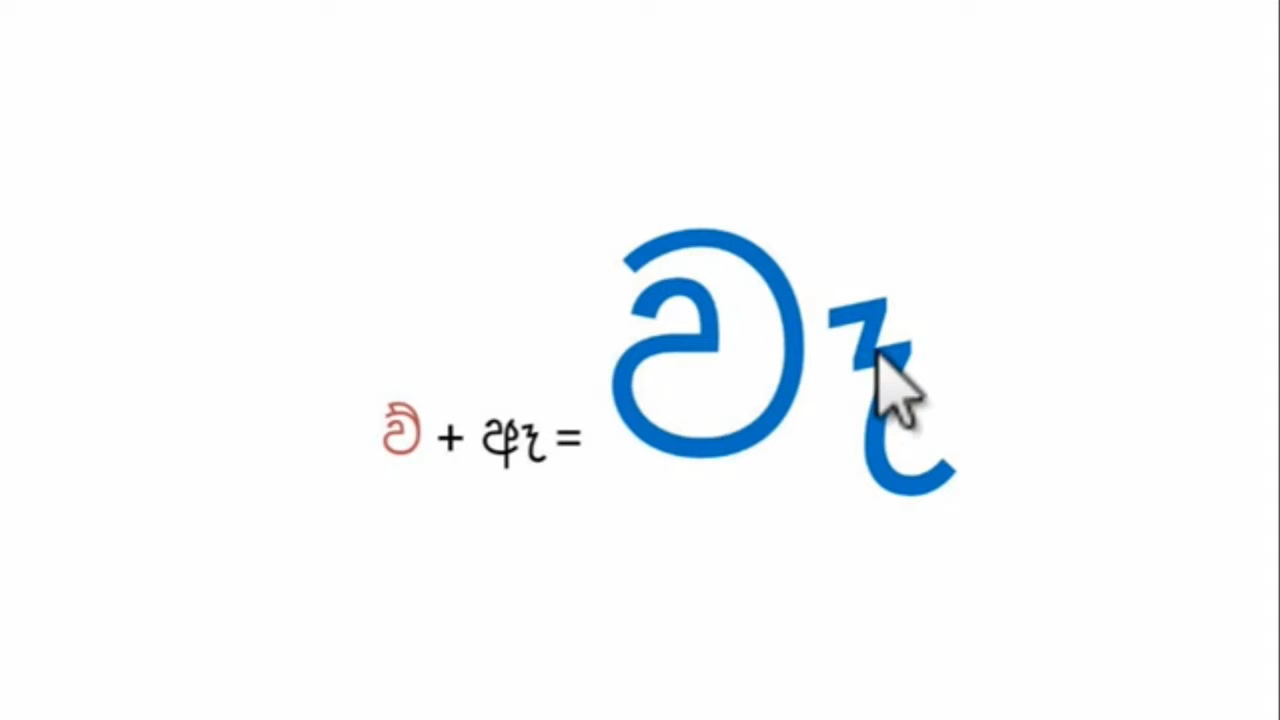 ව් + ඇ = වැ